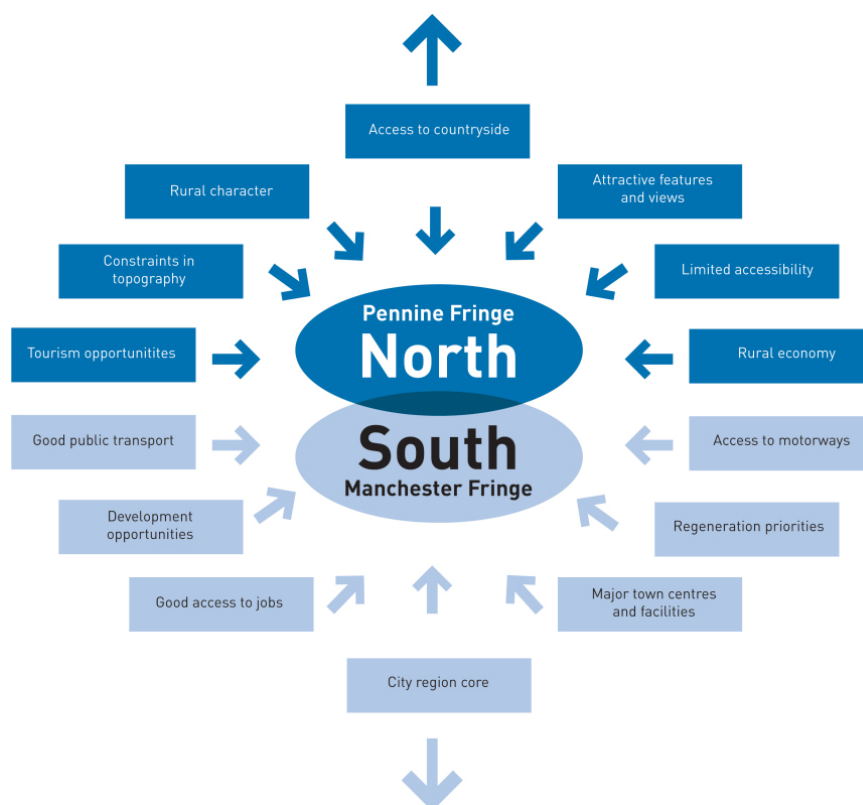 Access to countryside
Rural character
Attractive features
and views
Constraints in
topography
Limited accessibility
Pennine Fringe
North
Tourism opportunitites
Rural economy
Good public transport
South
Manchester Fringe
Access to motorways
Development
opportunities
Regeneration priorities
Good access to jobs
Major town centres
and facilities
City region core